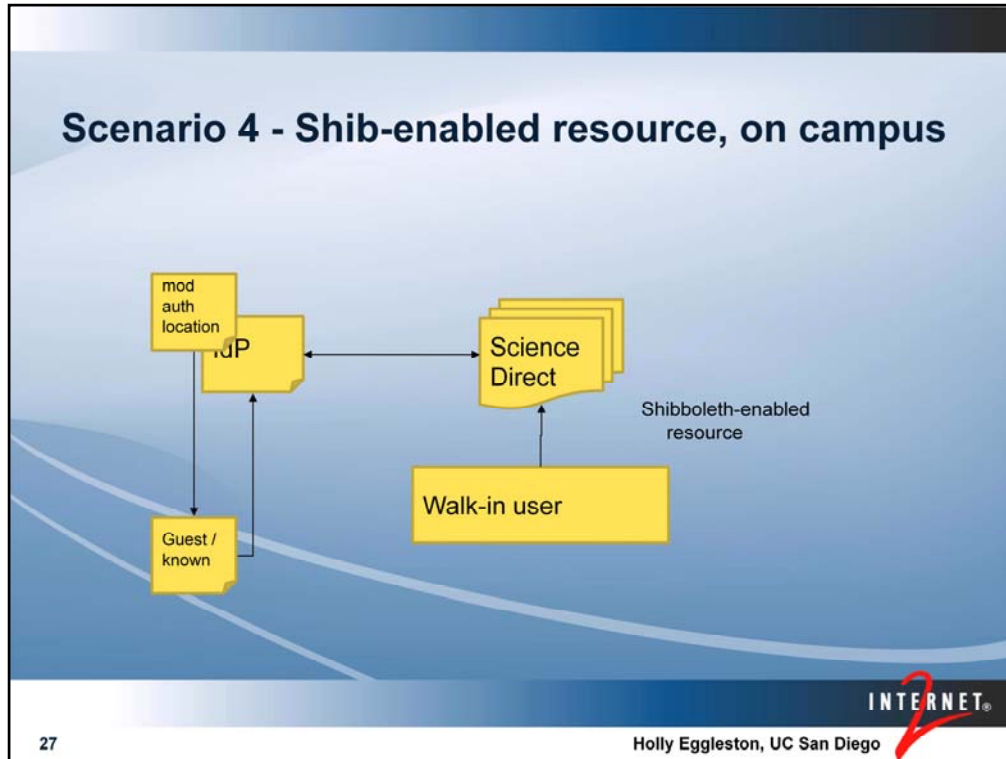 Scenario 4 - Shib-enabled resource, on campus
mod
auth
location
IdP
Science
Direct
Shibboleth-enabled
resource
Walk-in user
Guest /
known
INTERNET®
2
27
Holly Eggleston, UC San Diego